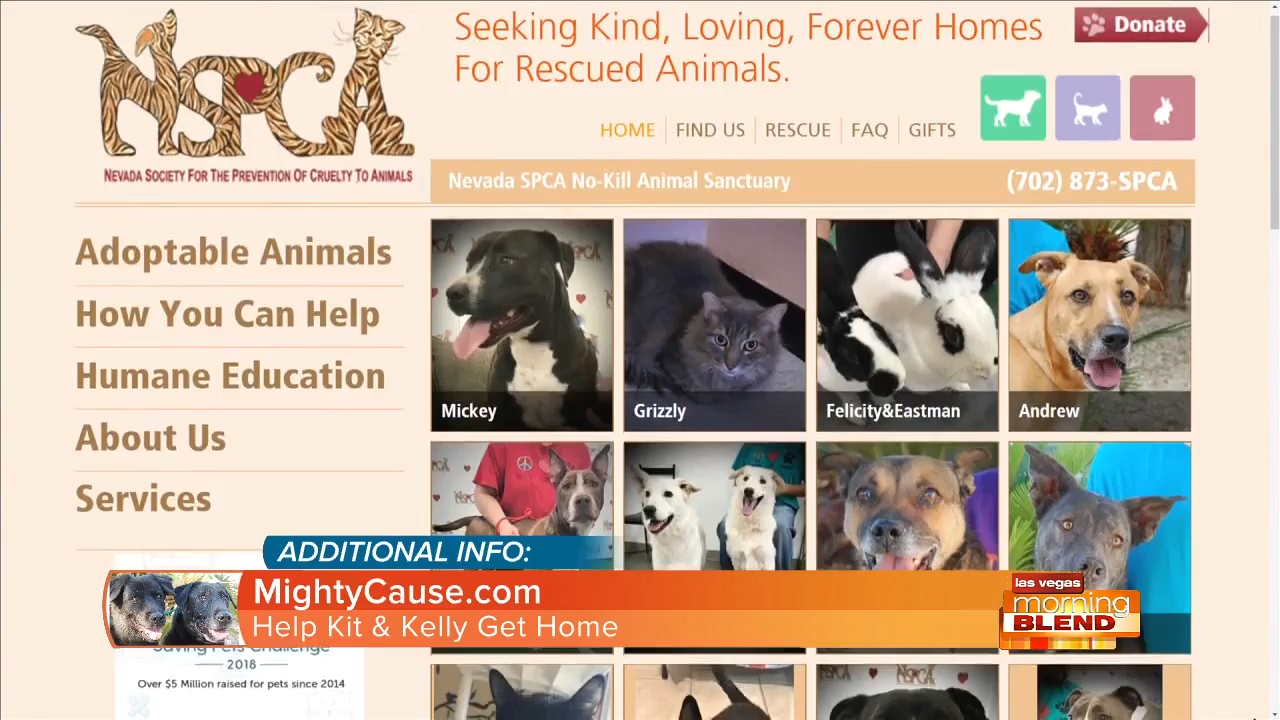 NSPCA
NEVADA SOCIETY FOR THE PREVENTION OF CRUELTY TO ANIMALS
Seeking Kind, Loving, Forever Homes
For Rescued Animals.
Donate
HOME FIND US RESCUE FAQ GIFTS
Nevada SPCA No-Kill Animal Sanctuary (702) 873-SPCA
Adoptable Animals
How You Can Help
Humane Education
About Us
Services
Mickey
Grizzly
Felicity&Eastman
Andrew
ADDITIONAL INFO:
MightyCause.com
Help Kit & Kelly Get Home
las vegas
morning
BLEND
Saving Pets Challenge
2018
Over $5 Million raised for pets since 2014